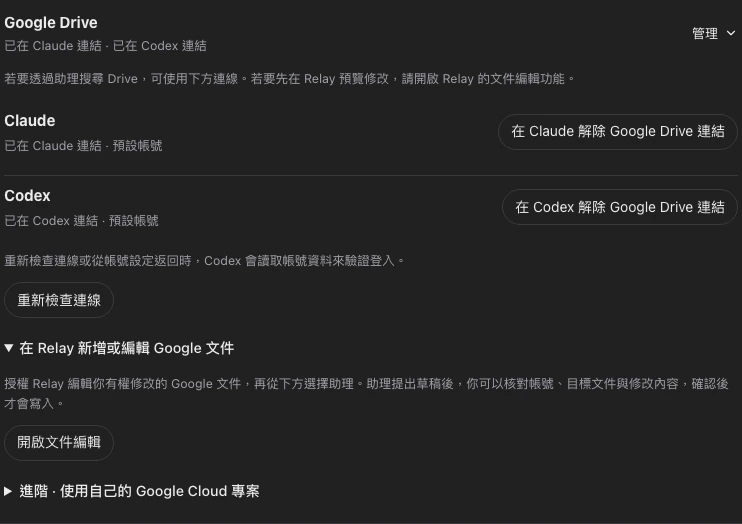 Google Drive
已在 Claude 連結 · 已在 Codex 連結
管理
若要透過助理搜尋 Drive，可使用下方連線。若要先在 Relay 預覽修改，請開啟 Relay 的文件編輯功能。
Claude
已在 Claude 連結 · 預設帳號
在 Claude 解除 Google Drive 連結
Codex
已在 Codex 連結 · 預設帳號
在 Codex 解除 Google Drive 連結
重新檢查連線或從帳號設定返回時，Codex 會讀取帳號資料來驗證登入。
重新檢查連線
在 Relay 新增或編輯 Google 文件
授權 Relay 編輯你有權修改的 Google 文件，再從下方選擇助理。助理提出草稿後，你可以核對帳號、目標文件與修改內容，確認後
才會寫入。
開啟文件編輯
進階 · 使用自己的 Google Cloud 專案